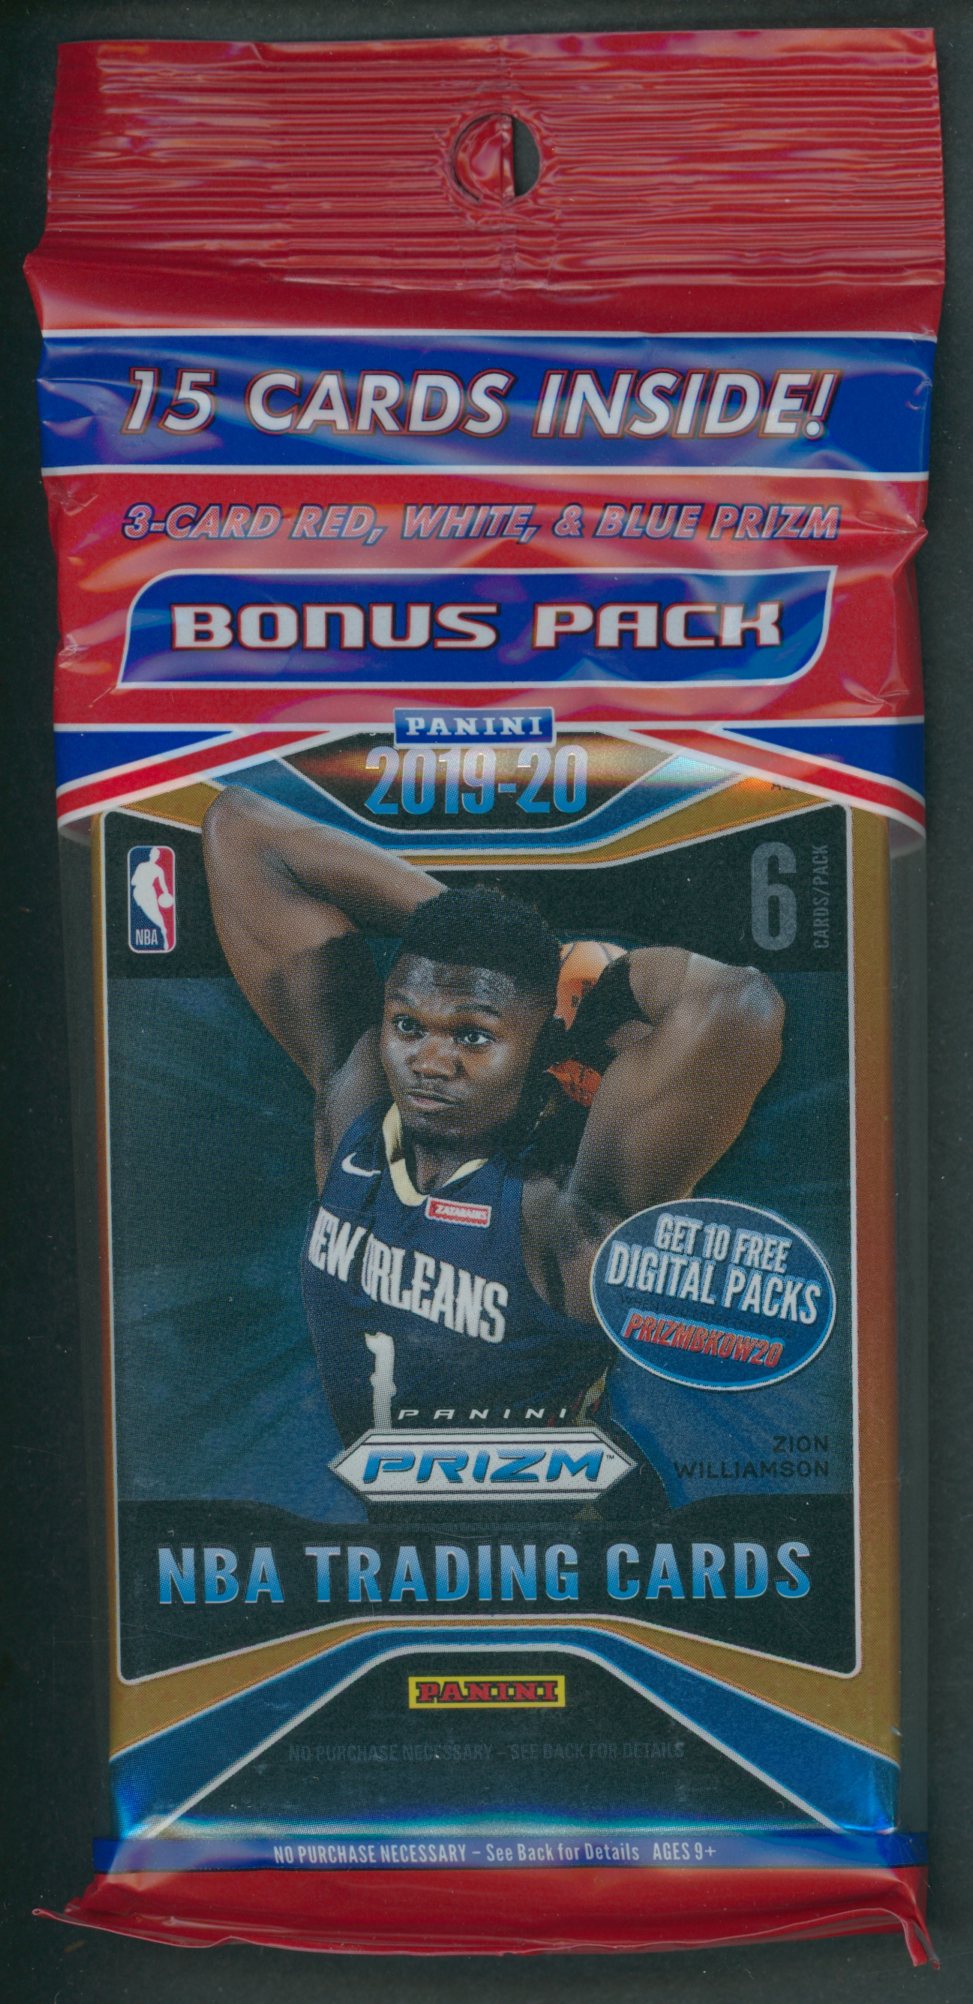 15 CARDS INSIDE!
3-CARD RED, WHITE, & BLUE PRIZM
BONUS PACK
PANINI
2019-20
NBA
6
CARDS/PACK
GET 10 FREE
DIGITAL PACKS
PRIZMBKOW20
ZATARAIN'S
NEW ORLEANS
1
PANINI
PRIZM™
ZION
WILLIAMSON
NBA TRADING CARDS
PANINI
NO PURCHASE NECESSARY – SEE BACK FOR DETAILS
NO PURCHASE NECESSARY – See Back for Details AGES 9+